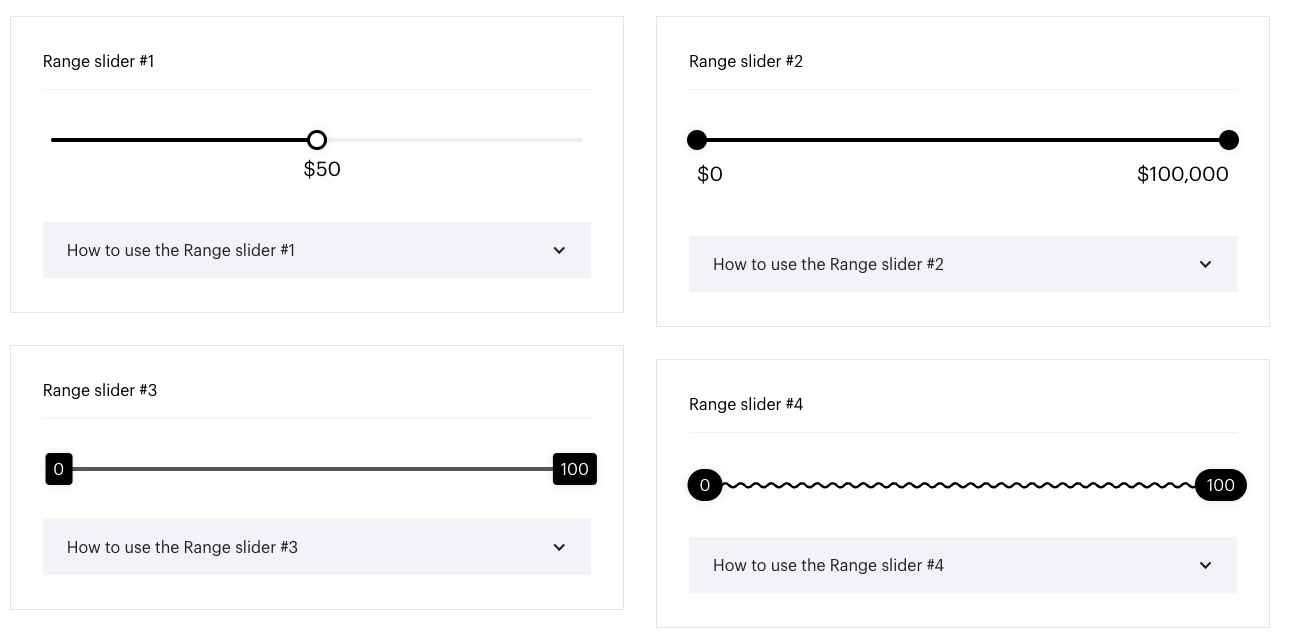 Range slider #1
$50
How to use the Range slider #1
Range slider #2
$0 $100,000
How to use the Range slider #2
Range slider #3
0 100
How to use the Range slider #3
Range slider #4
0 100
How to use the Range slider #4